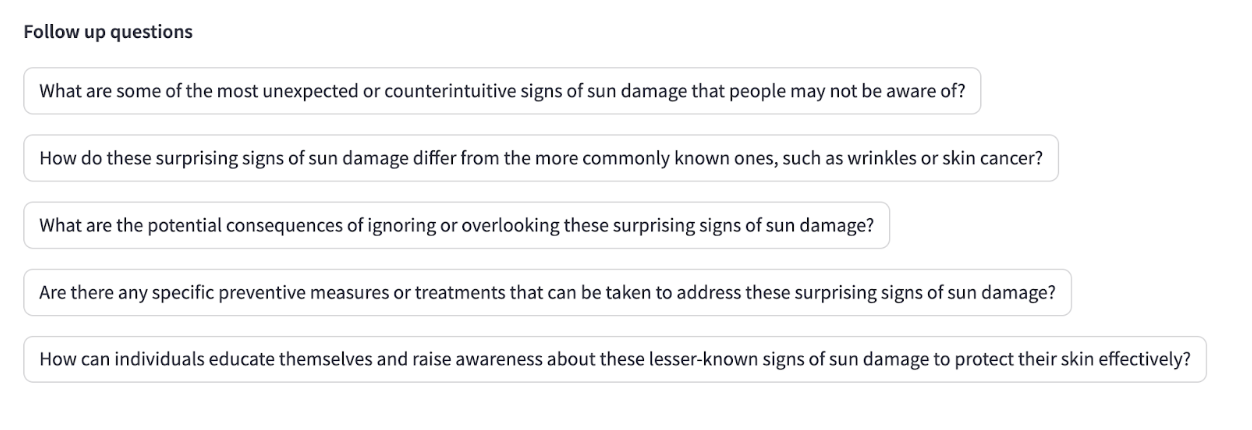 Follow up questions
What are some of the most unexpected or counterintuitive signs of sun damage that people may not be aware of?
How do these surprising signs of sun damage differ from the more commonly known ones, such as wrinkles or skin cancer?
What are the potential consequences of ignoring or overlooking these surprising signs of sun damage?
Are there any specific preventive measures or treatments that can be taken to address these surprising signs of sun damage?
How can individuals educate themselves and raise awareness about these lesser-known signs of sun damage to protect their skin effectively?